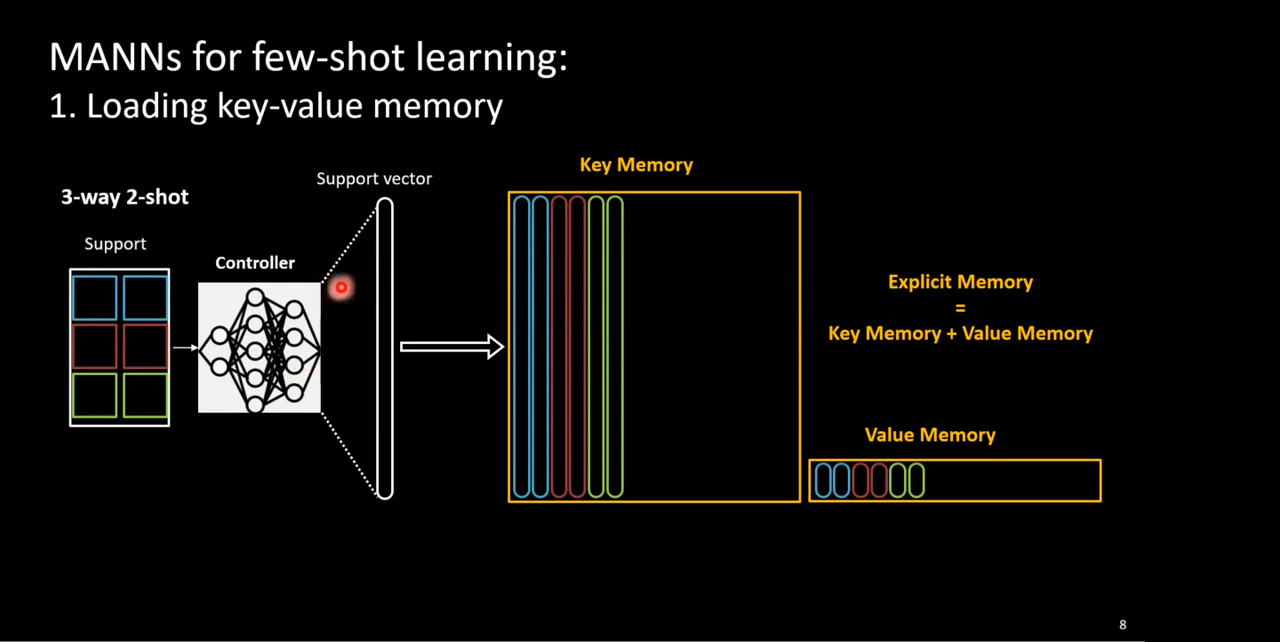 MANNs for few-shot learning:
1. Loading key-value memory
3-way 2-shot
Support
Controller
Support vector
Key Memory
Explicit Memory
=
Key Memory + Value Memory
Value Memory
8